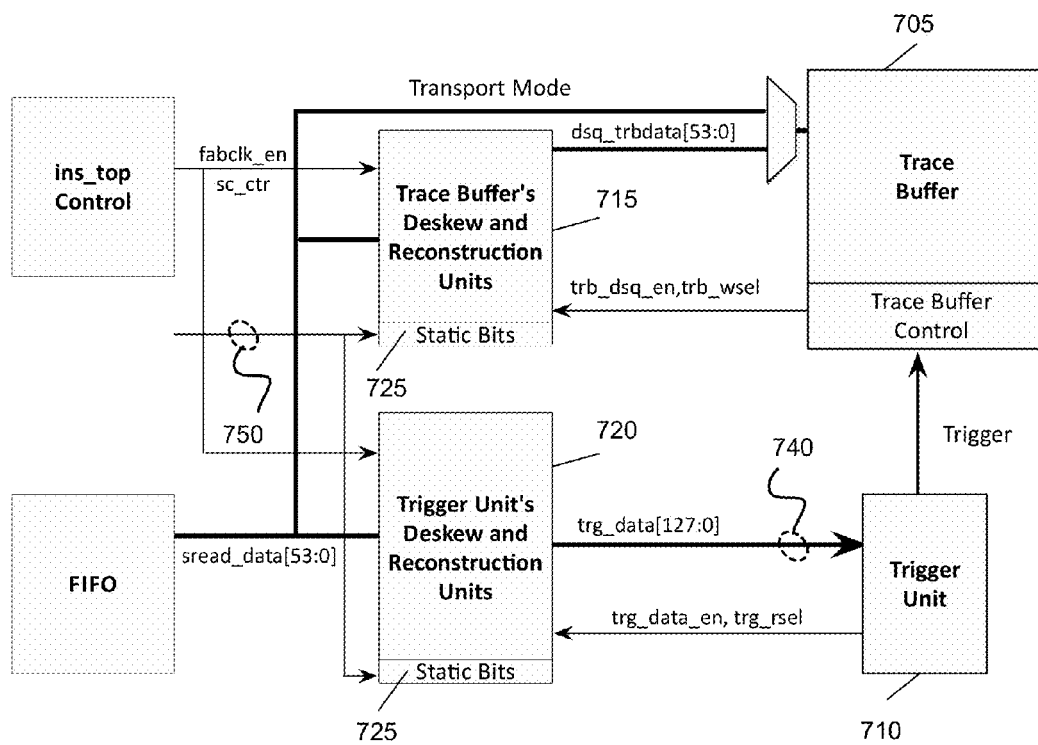 705
Transport Mode
dsq_trbdata[53:0]
ins_top
Control
fabclk_en
sc_ctr
Trace Buffer's
Deskew and
Reconstruction
Units
715
Trace
Buffer
trb_dsq_en,trb_wsel
Trace Buffer
Control
Static Bits
725
750
720
740
Trigger
FIFO
sread_data[53:0]
Trigger Unit's
Deskew and
Reconstruction
Units
trg_data[127:0]
Trigger
Unit
trg_data_en, trg_rsel
Static Bits
725
710